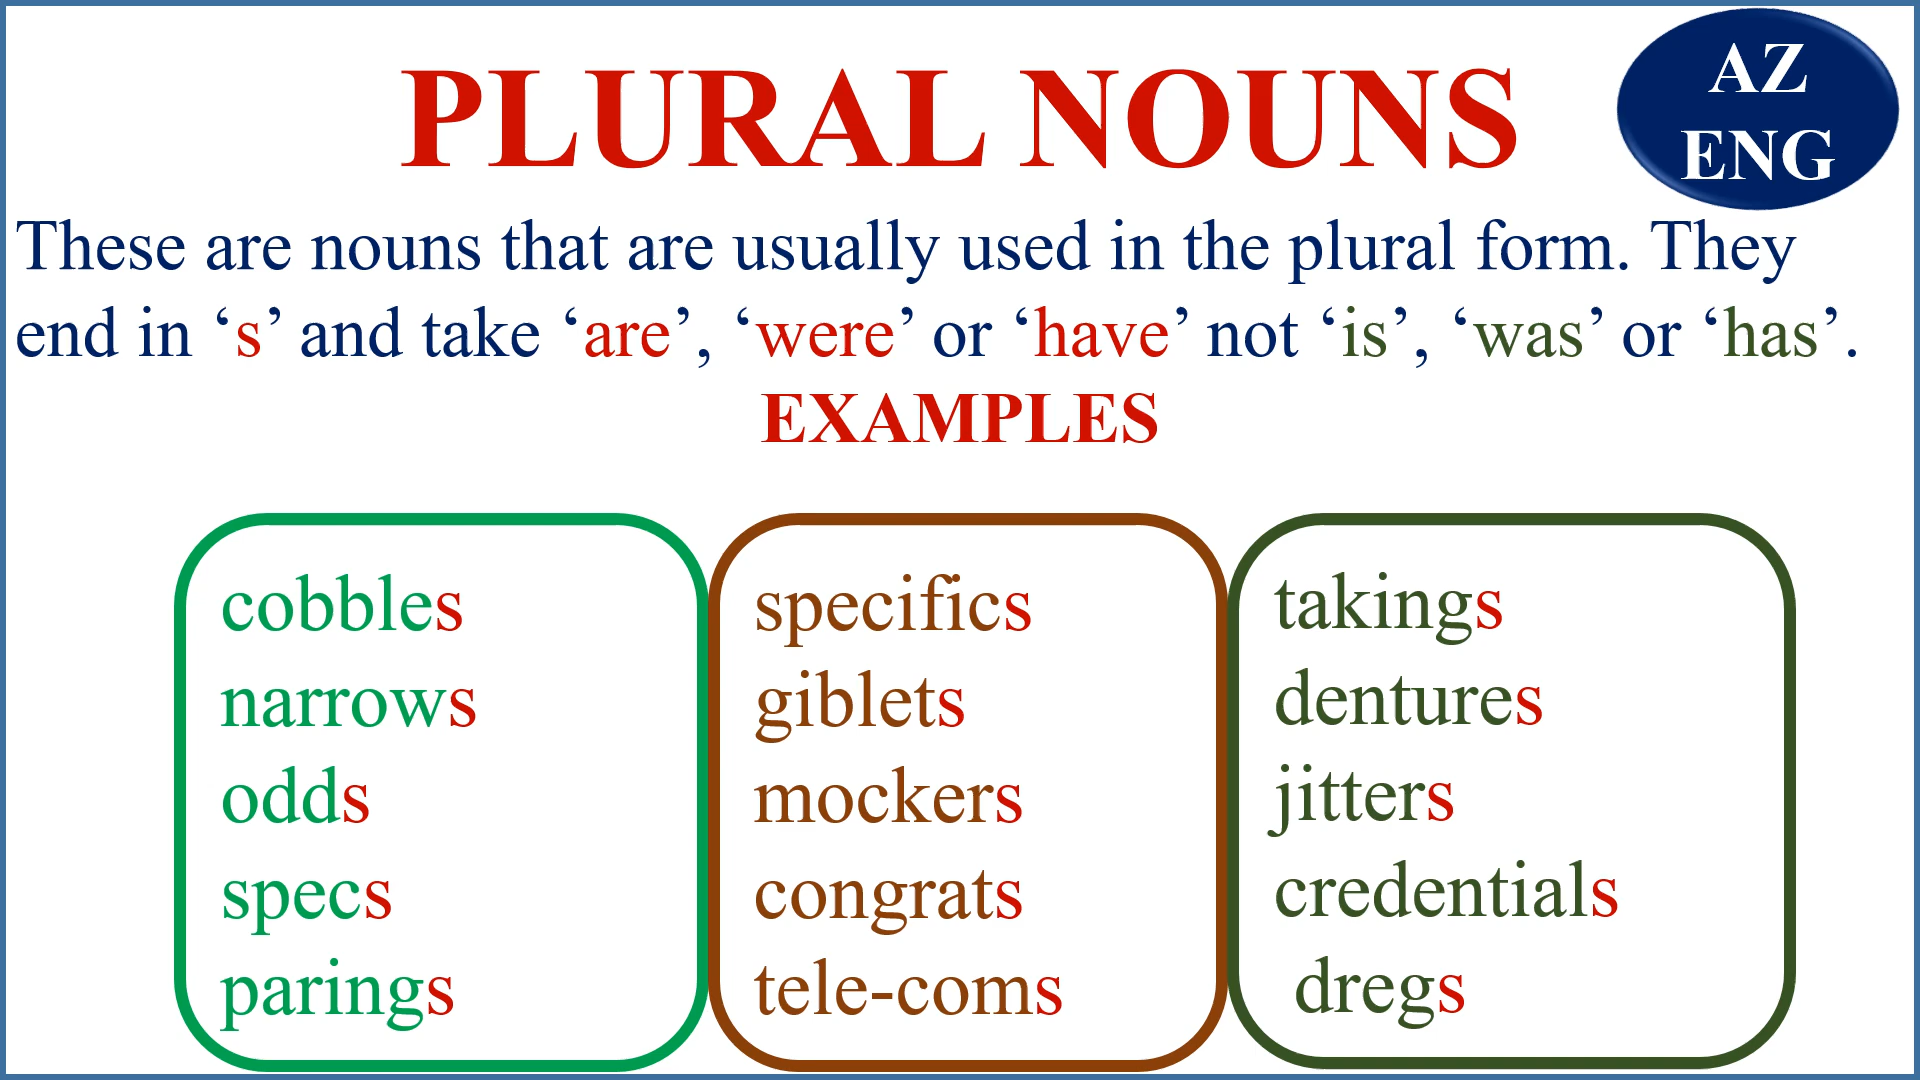 PLURAL NOUNS
AZ
ENG
These are nouns that are usually used in the plural form. They
end in ‘s’ and take ‘are’, ‘were’ or ‘have’ not ‘is’, ‘was’ or ‘has’.
EXAMPLES
cobbles
narrows
odds
specs
parings
specifics
giblets
mockers
congrats
tele-coms
takings
dentures
jitters
credentials
dregs